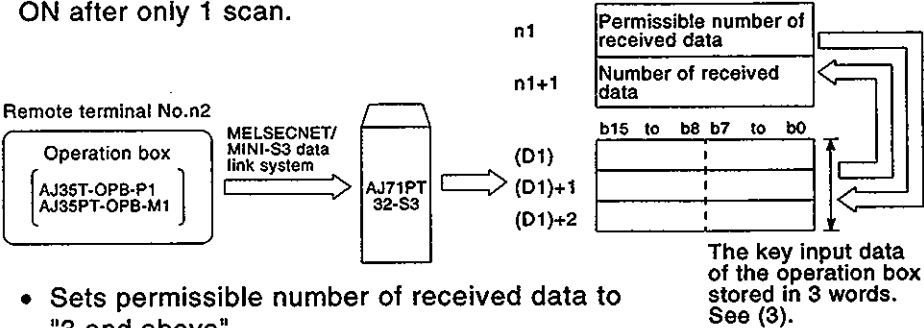 ON after only 1 scan.
n1
Permissible number of
received data
n1+1
Number of received
data
Remote terminal No.n2
Operation box
AJ35T-OPB-P1
AJ35PT-OPB-M1
MELSECNET/
MINI-S3 data
link system
AJ71PT
32-S3
b15 to b8 b7 to b0
(D1)
(D1)+1
(D1)+2
The key input data
of the operation box
stored in 3 words.
See (3).
• Sets permissible number of received data to
"3 and above"